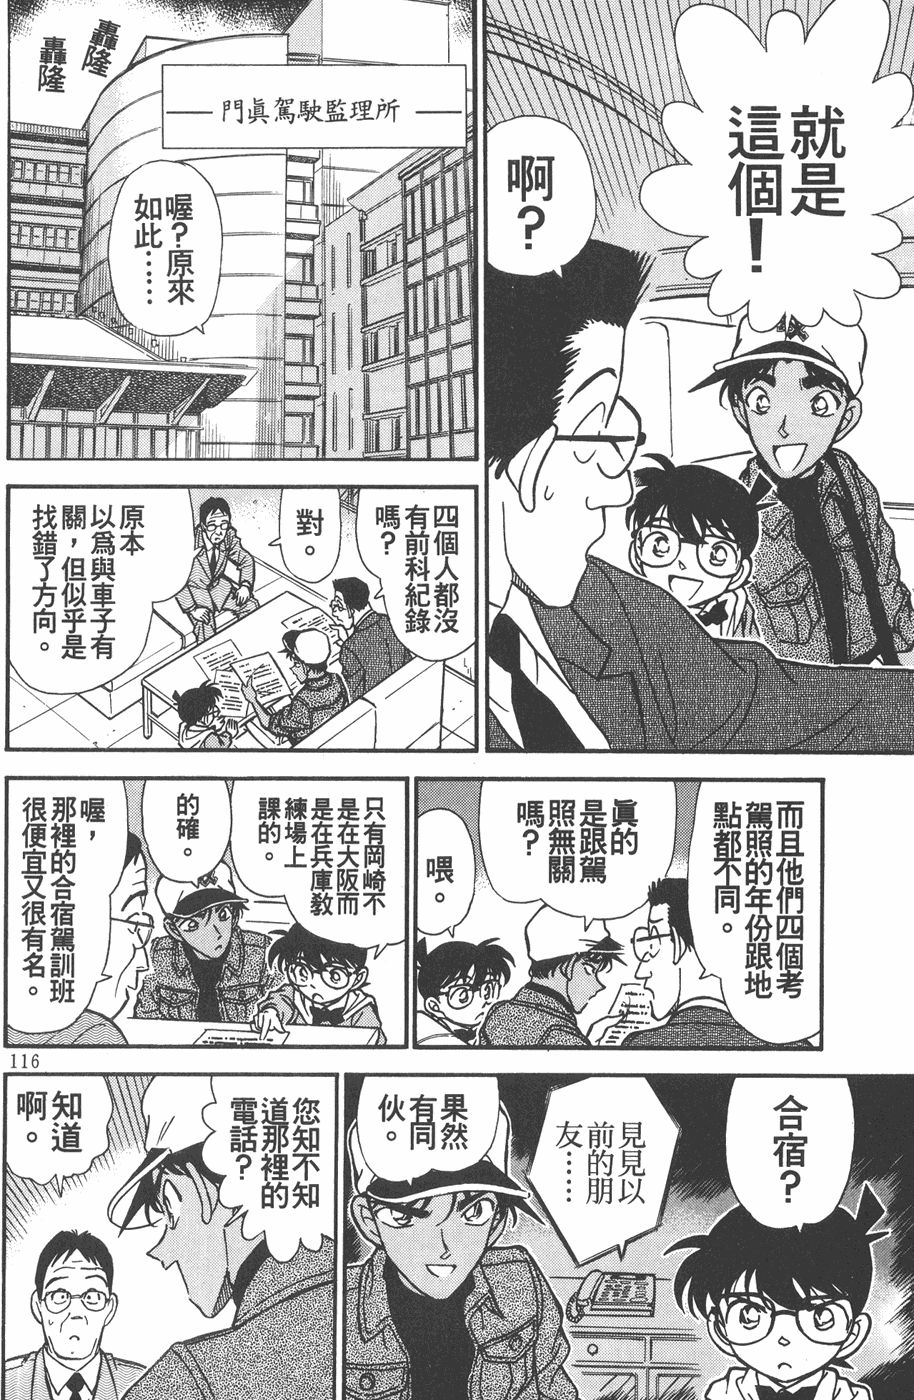 就是
這個！
啊？
轟隆
轟隆
門眞駕駛監理所
喔？原來
如此……
四個人都沒
有前科紀錄
嗎？
對。
原本
以為與車子有
關，但似乎是
找錯了方向。
而且他們四個考
駕照的年份跟地
點都不同。
眞的
是跟駕
照無關
嗎？
喂。
只有岡崎不
是在大阪而
是在兵庫教
練場上
課的。
的確。
喔，
那裡的合宿駕訓班
很便宜又很有名。
116
合宿？
見見以
前的朋
友……
果然
有同
伙。
您知不知
道那裡的
電話？
知道
啊。